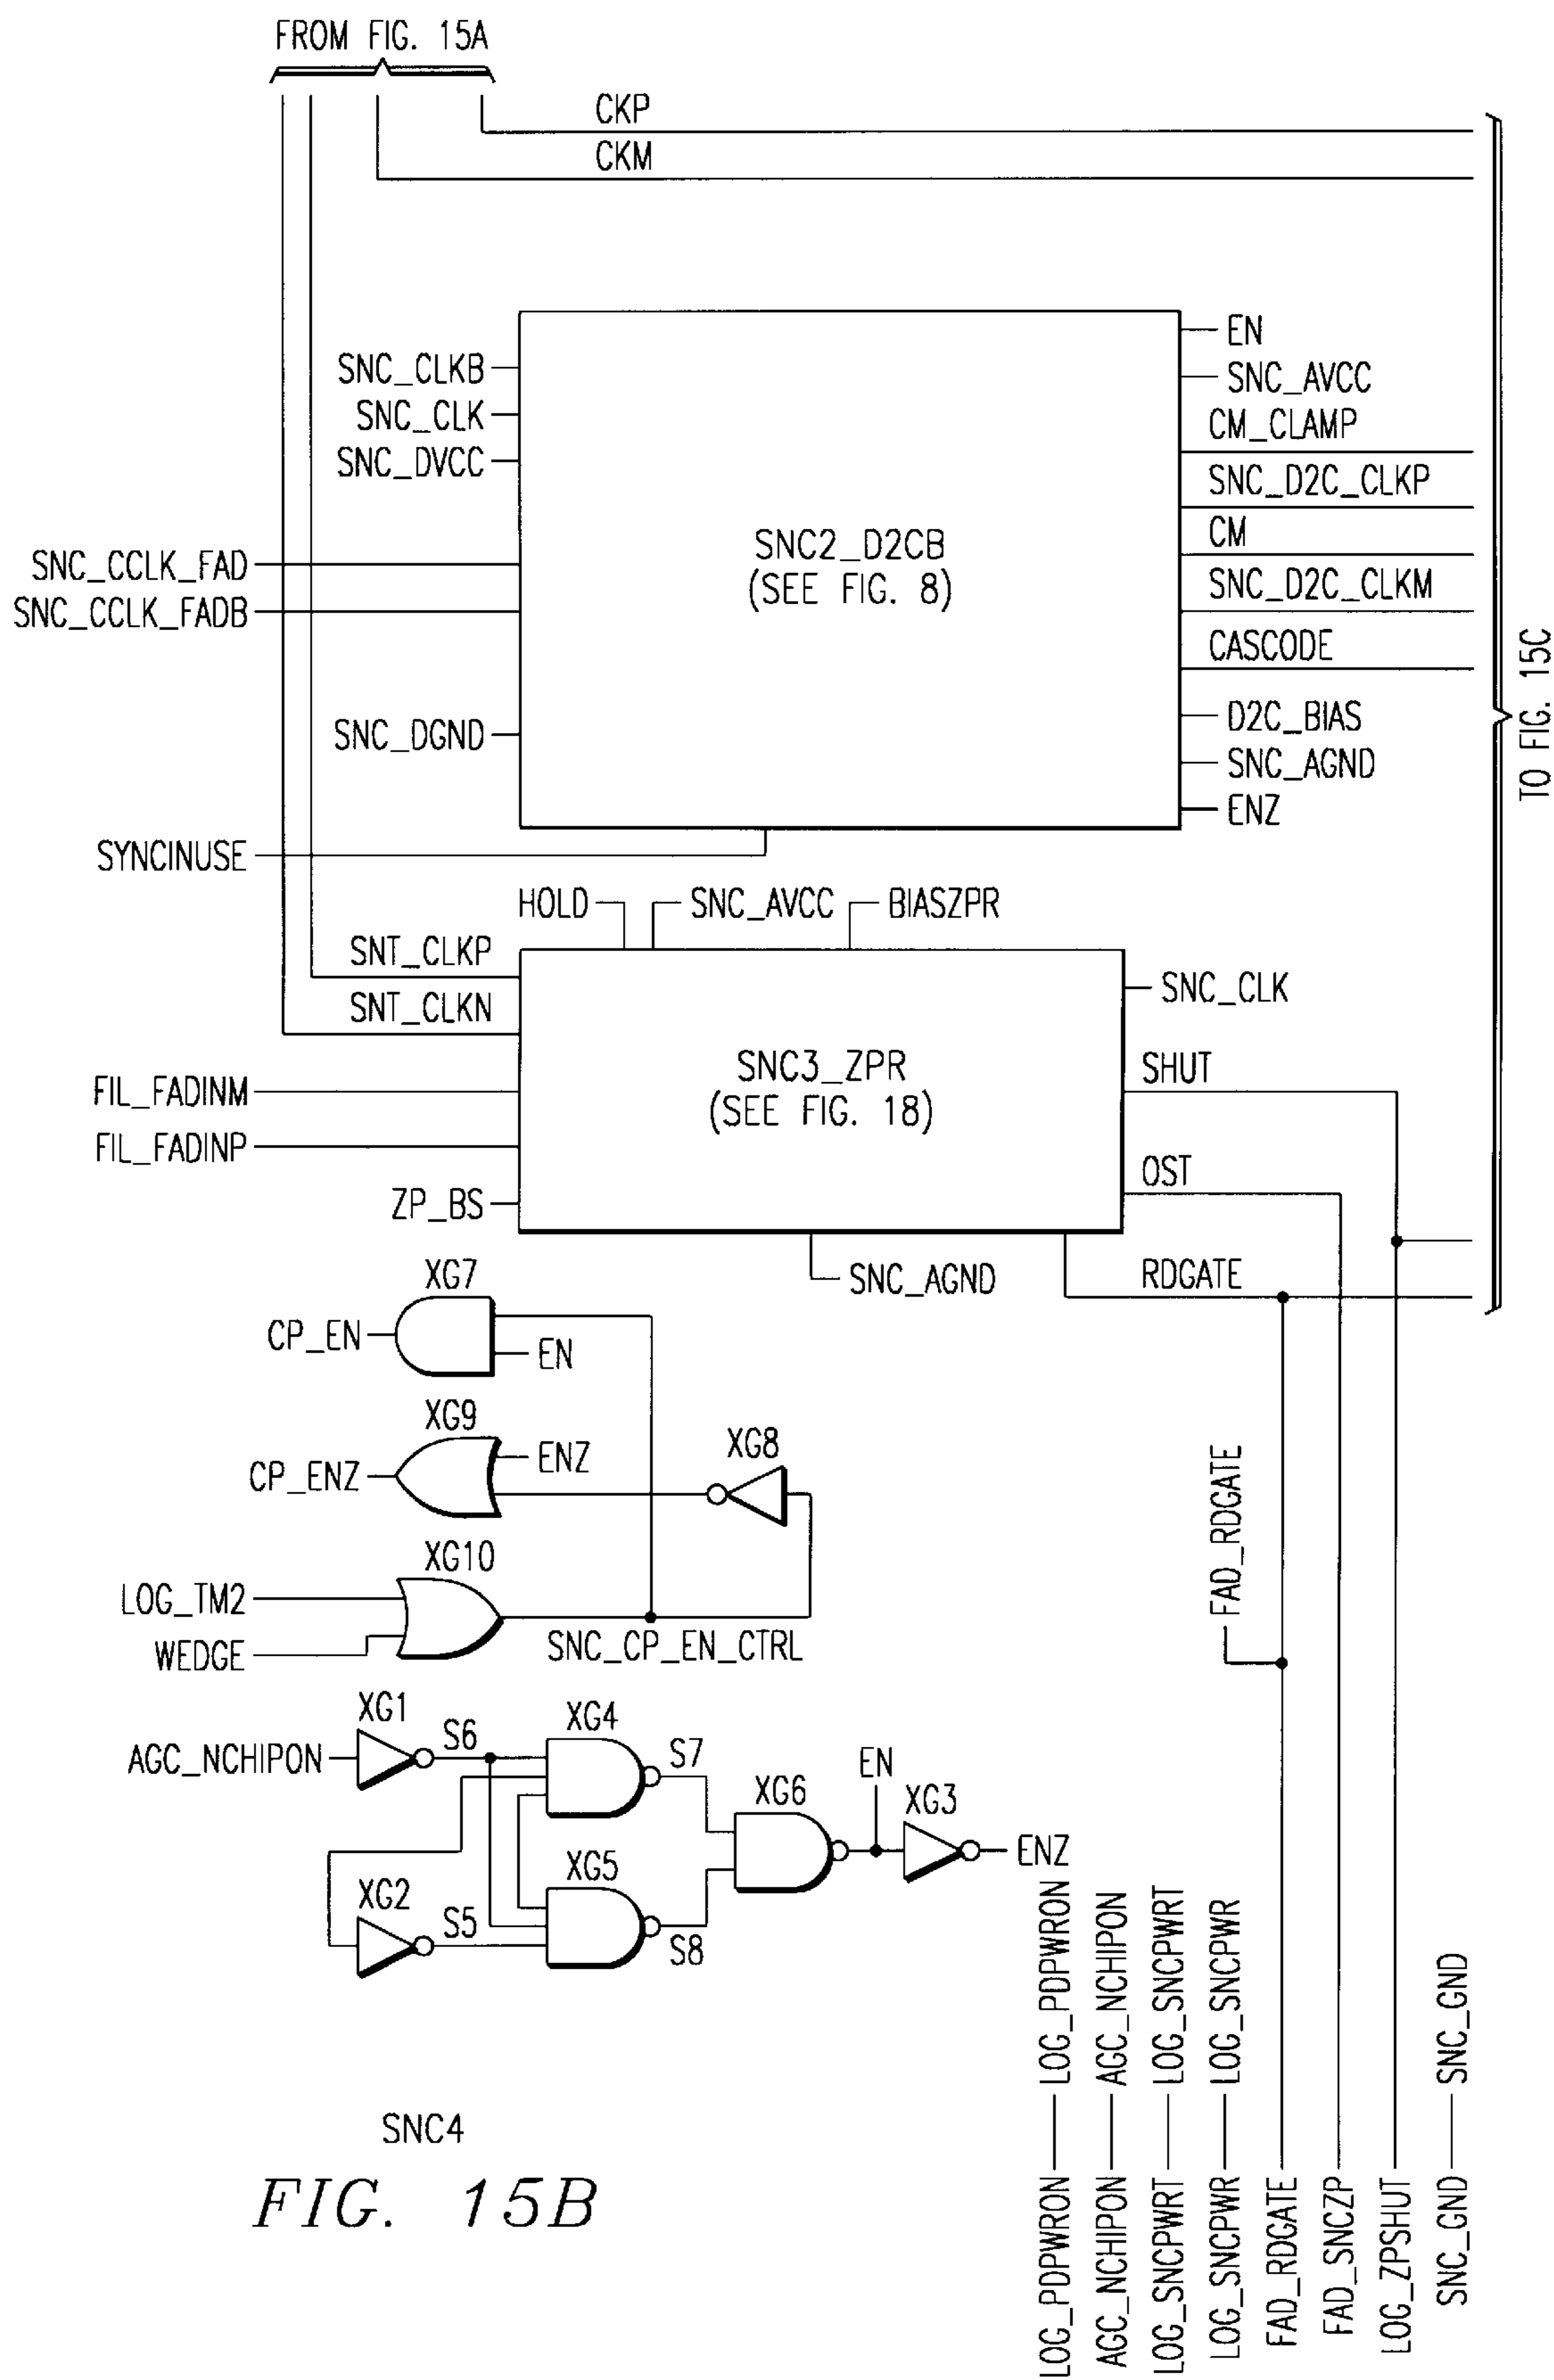 FROM FIG. 15A
CKP
CKM
EN
SNC_CLKB
SNC_AVCC
SNC_CLK
CM_CLAMP
SNC_DVCC
SNC_D2C_CLKP
SNC2_D2CB
(SEE FIG. 8)
CM
SNC_CCLK_FAD
SNC_D2C_CLKM
SNC_CCLK_FADB
CASCODE
D2C_BIAS
SNC_DGND
SNC_AGND
ENZ
TO FIG. 15C
SYNCINUSE
HOLD
SNC_AVCC
BIASZPR
SNT_CLKP
SNC_CLK
SNT_CLKN
SNC3_ZPR
(SEE FIG. 18)
SHUT
FIL_FADINM
FIL_FADINP
OST
ZP_BS
SNC_AGND
RDGATE
XG7
CP_EN
EN
XG9
ENZ
XG8
CP_ENZ
FAD_RDGATE
XG10
LOG_TM2
WEDGE
SNC_CP_EN_CTRL
XG1
S6
XG4
AGC_NCHIPON
S7
EN
XG6
XG3
ENZ
XG5
XG2
S5
S8
LOG_PDPWRON
AGC_NCHIPON
LOG_SNCPWRT
LOG_SNCPWR
SNC_GND
LOG_PDPWRON
AGC_NCHIPON
LOG_SNCPWRT
LOG_SNCPWR
FAD_RDGATE
FAD_SNCZP
LOG_ZPSHUT
SNC_GND
SNC4
FIG. 15B